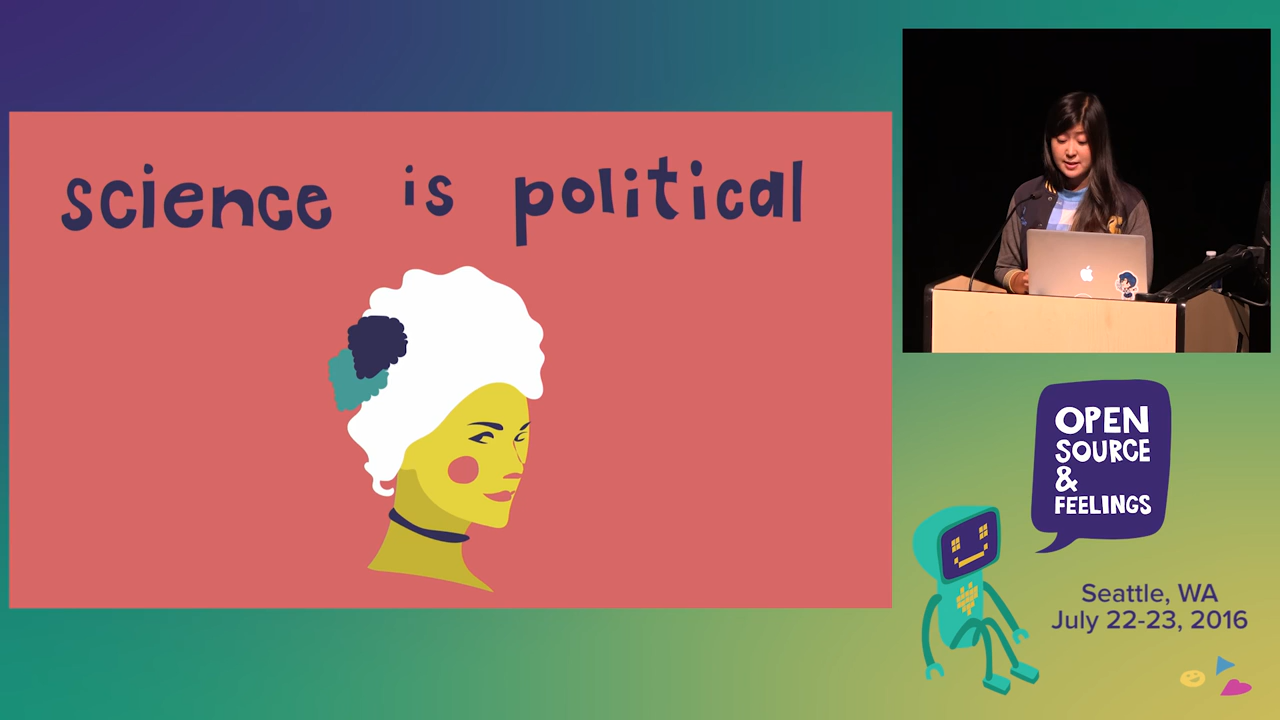 science is political
OPEN
SOURCE
&
FEELINGS
Seattle, WA
July 22-23, 2016